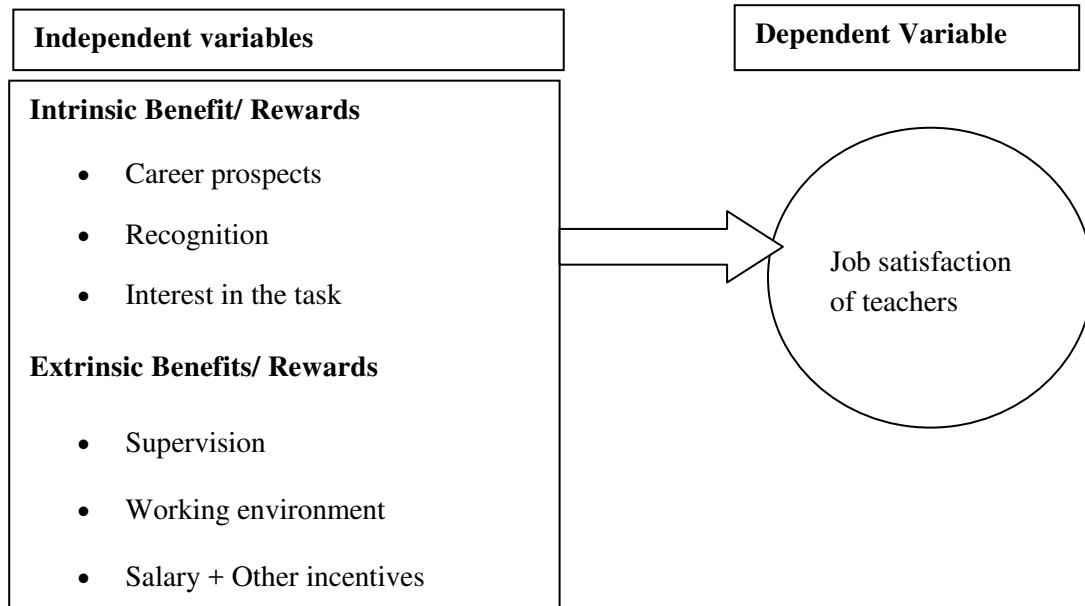 Independent variables
Dependent Variable
Intrinsic Benefit/ Rewards
• Career prospects
• Recognition
• Interest in the task
Extrinsic Benefits/ Rewards
• Supervision
• Working environment
• Salary + Other incentives
Job satisfaction
of teachers